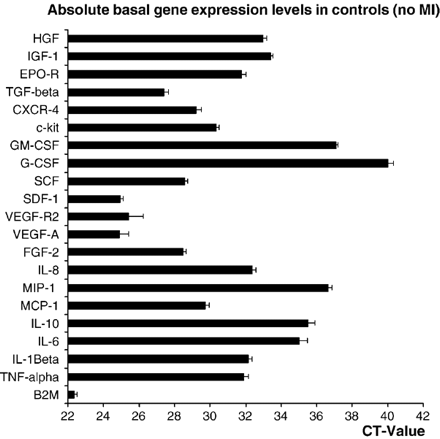 Absolute basal gene expression levels in controls (no MI)
HGF
IGF-1
EPO-R
TGF-beta
CXCR-4
c-kit
GM-CSF
G-CSF
SCF
SDF-1
VEGF-R2
VEGF-A
FGF-2
IL-8
MIP-1
MCP-1
IL-10
IL-6
IL-1Beta
TNF-alpha
B2M
22 24 26 28 30 32 34 36 38 40 42
CT-Value